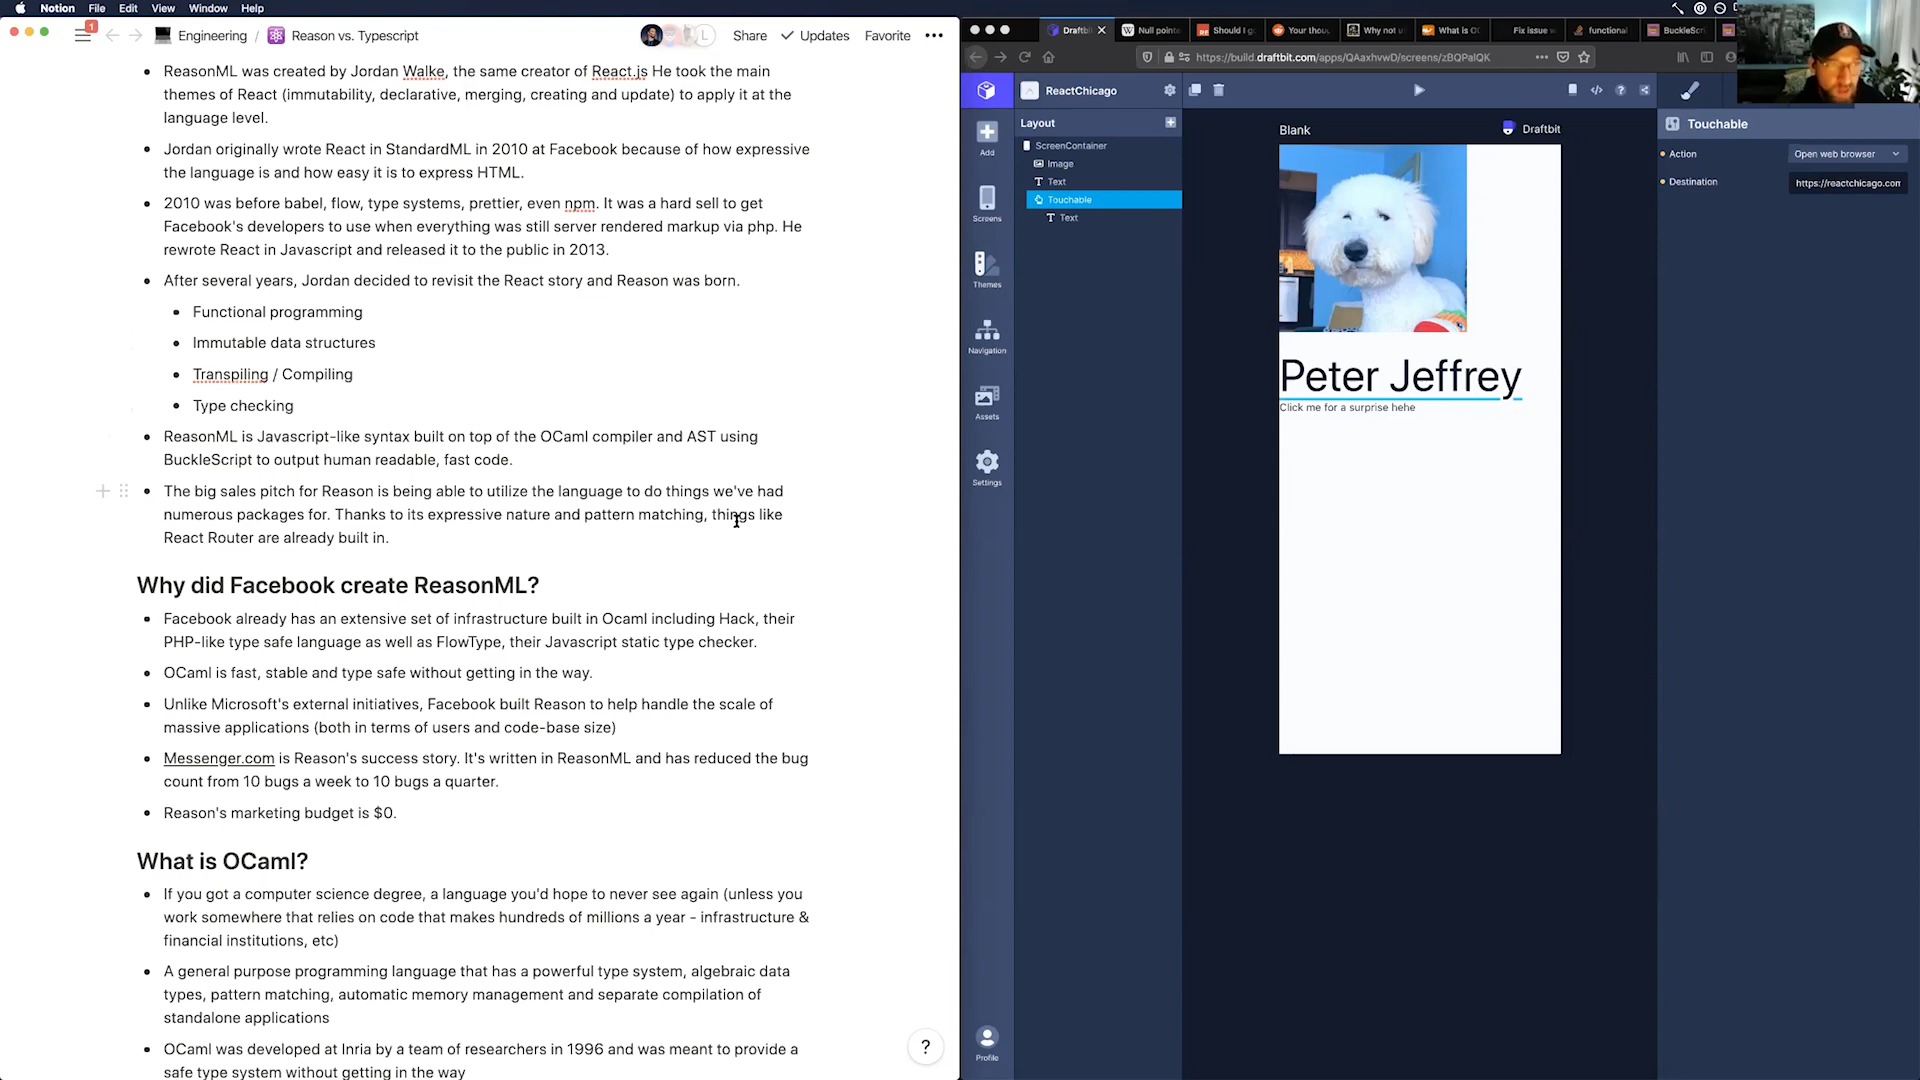 Notion File Edit View Window Help
1
Engineering / Reason vs. Typescript
L Share Updates Favorite •••
ReasonML was created by Jordan Walke, the same creator of React.js He took the main
themes of React (immutability, declarative, merging, creating and update) to apply it at the
language level.
Jordan originally wrote React in StandardML in 2010 at Facebook because of how expressive
the language is and how easy it is to express HTML.
2010 was before babel, flow, type systems, prettier, even npm. It was a hard sell to get
Facebook's developers to use when everything was still server rendered markup via php. He
rewrote React in Javascript and released it to the public in 2013.
After several years, Jordan decided to revisit the React story and Reason was born.
Functional programming
Immutable data structures
Transpiling / Compiling
Type checking
ReasonML is Javascript-like syntax built on top of the OCaml compiler and AST using
BuckleScript to output human readable, fast code.
The big sales pitch for Reason is being able to utilize the language to do things we've had
numerous packages for. Thanks to its expressive nature and pattern matching, things like
React Router are already built in.
Why did Facebook create ReasonML?
Facebook already has an extensive set of infrastructure built in Ocaml including Hack, their
PHP-like type safe language as well as FlowType, their Javascript static type checker.
OCaml is fast, stable and type safe without getting in the way.
Unlike Microsoft's external initiatives, Facebook built Reason to help handle the scale of
massive applications (both in terms of users and code-base size)
Messenger.com is Reason's success story. It's written in ReasonML and has reduced the bug
count from 10 bugs a week to 10 bugs a quarter.
Reason's marketing budget is $0.
What is OCaml?
If you got a computer science degree, a language you'd hope to never see again (unless you
work somewhere that relies on code that makes hundreds of millions a year - infrastructure &
financial institutions, etc)
A general purpose programming language that has a powerful type system, algebraic data
types, pattern matching, automatic memory management and separate compilation of
standalone applications
OCaml was developed at Inria by a team of researchers in 1996 and was meant to provide a
safe type system without getting in the way
?
Draftb Null pointe Should I g Your thou Why not u What is O Fix issue functional BuckleScri
https://build.draftbit.com/apps/QAaxhvwD/screens/zBQPalQK
ReactChicago
Add
Screens
Themes
Navigation
Assets
Settings
Profile
Layout
ScreenContainer
Image
Text
Touchable
Text
Blank Draftbit
Peter Jeffrey
Click me for a surprise hehe
Touchable
Action Open web browser
Destination https://reactchicago.com